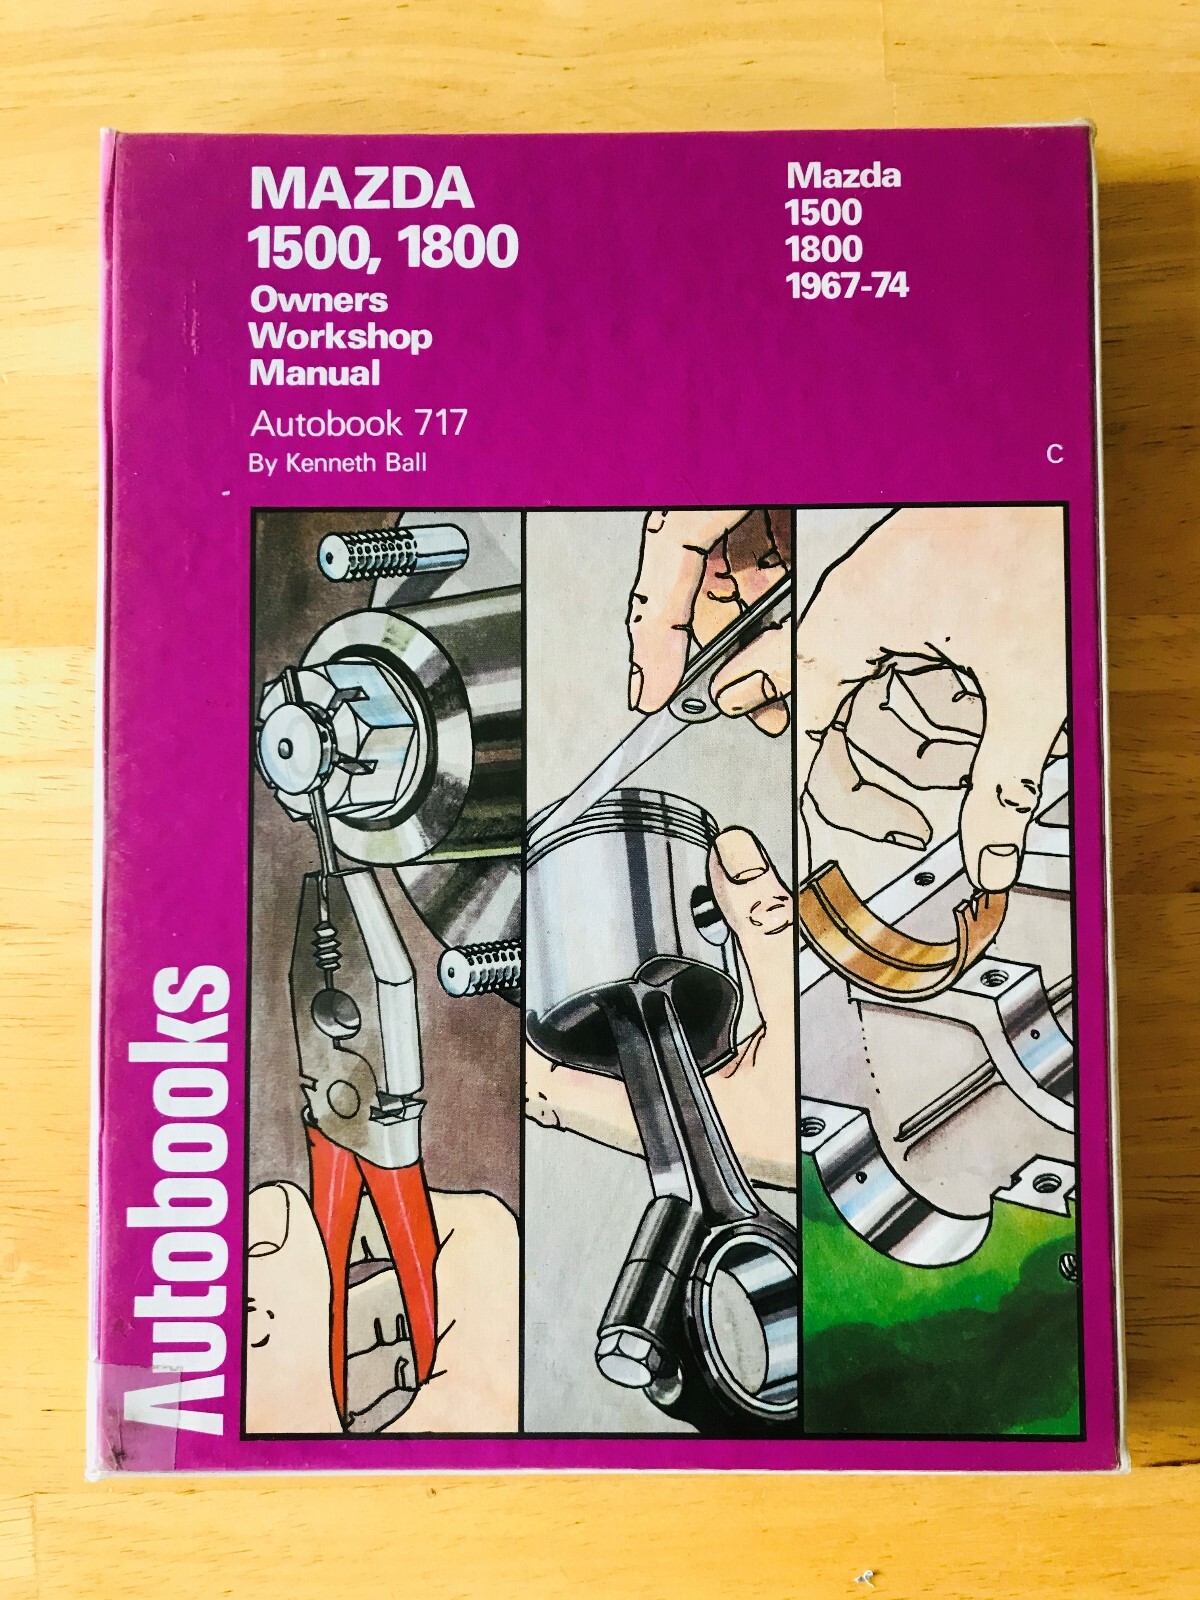 MAZDA
1500, 1800
Owners
Workshop
Manual
Autobook 717
By Kenneth Ball
Mazda
1500
1800
1967-74
C
Autobooks